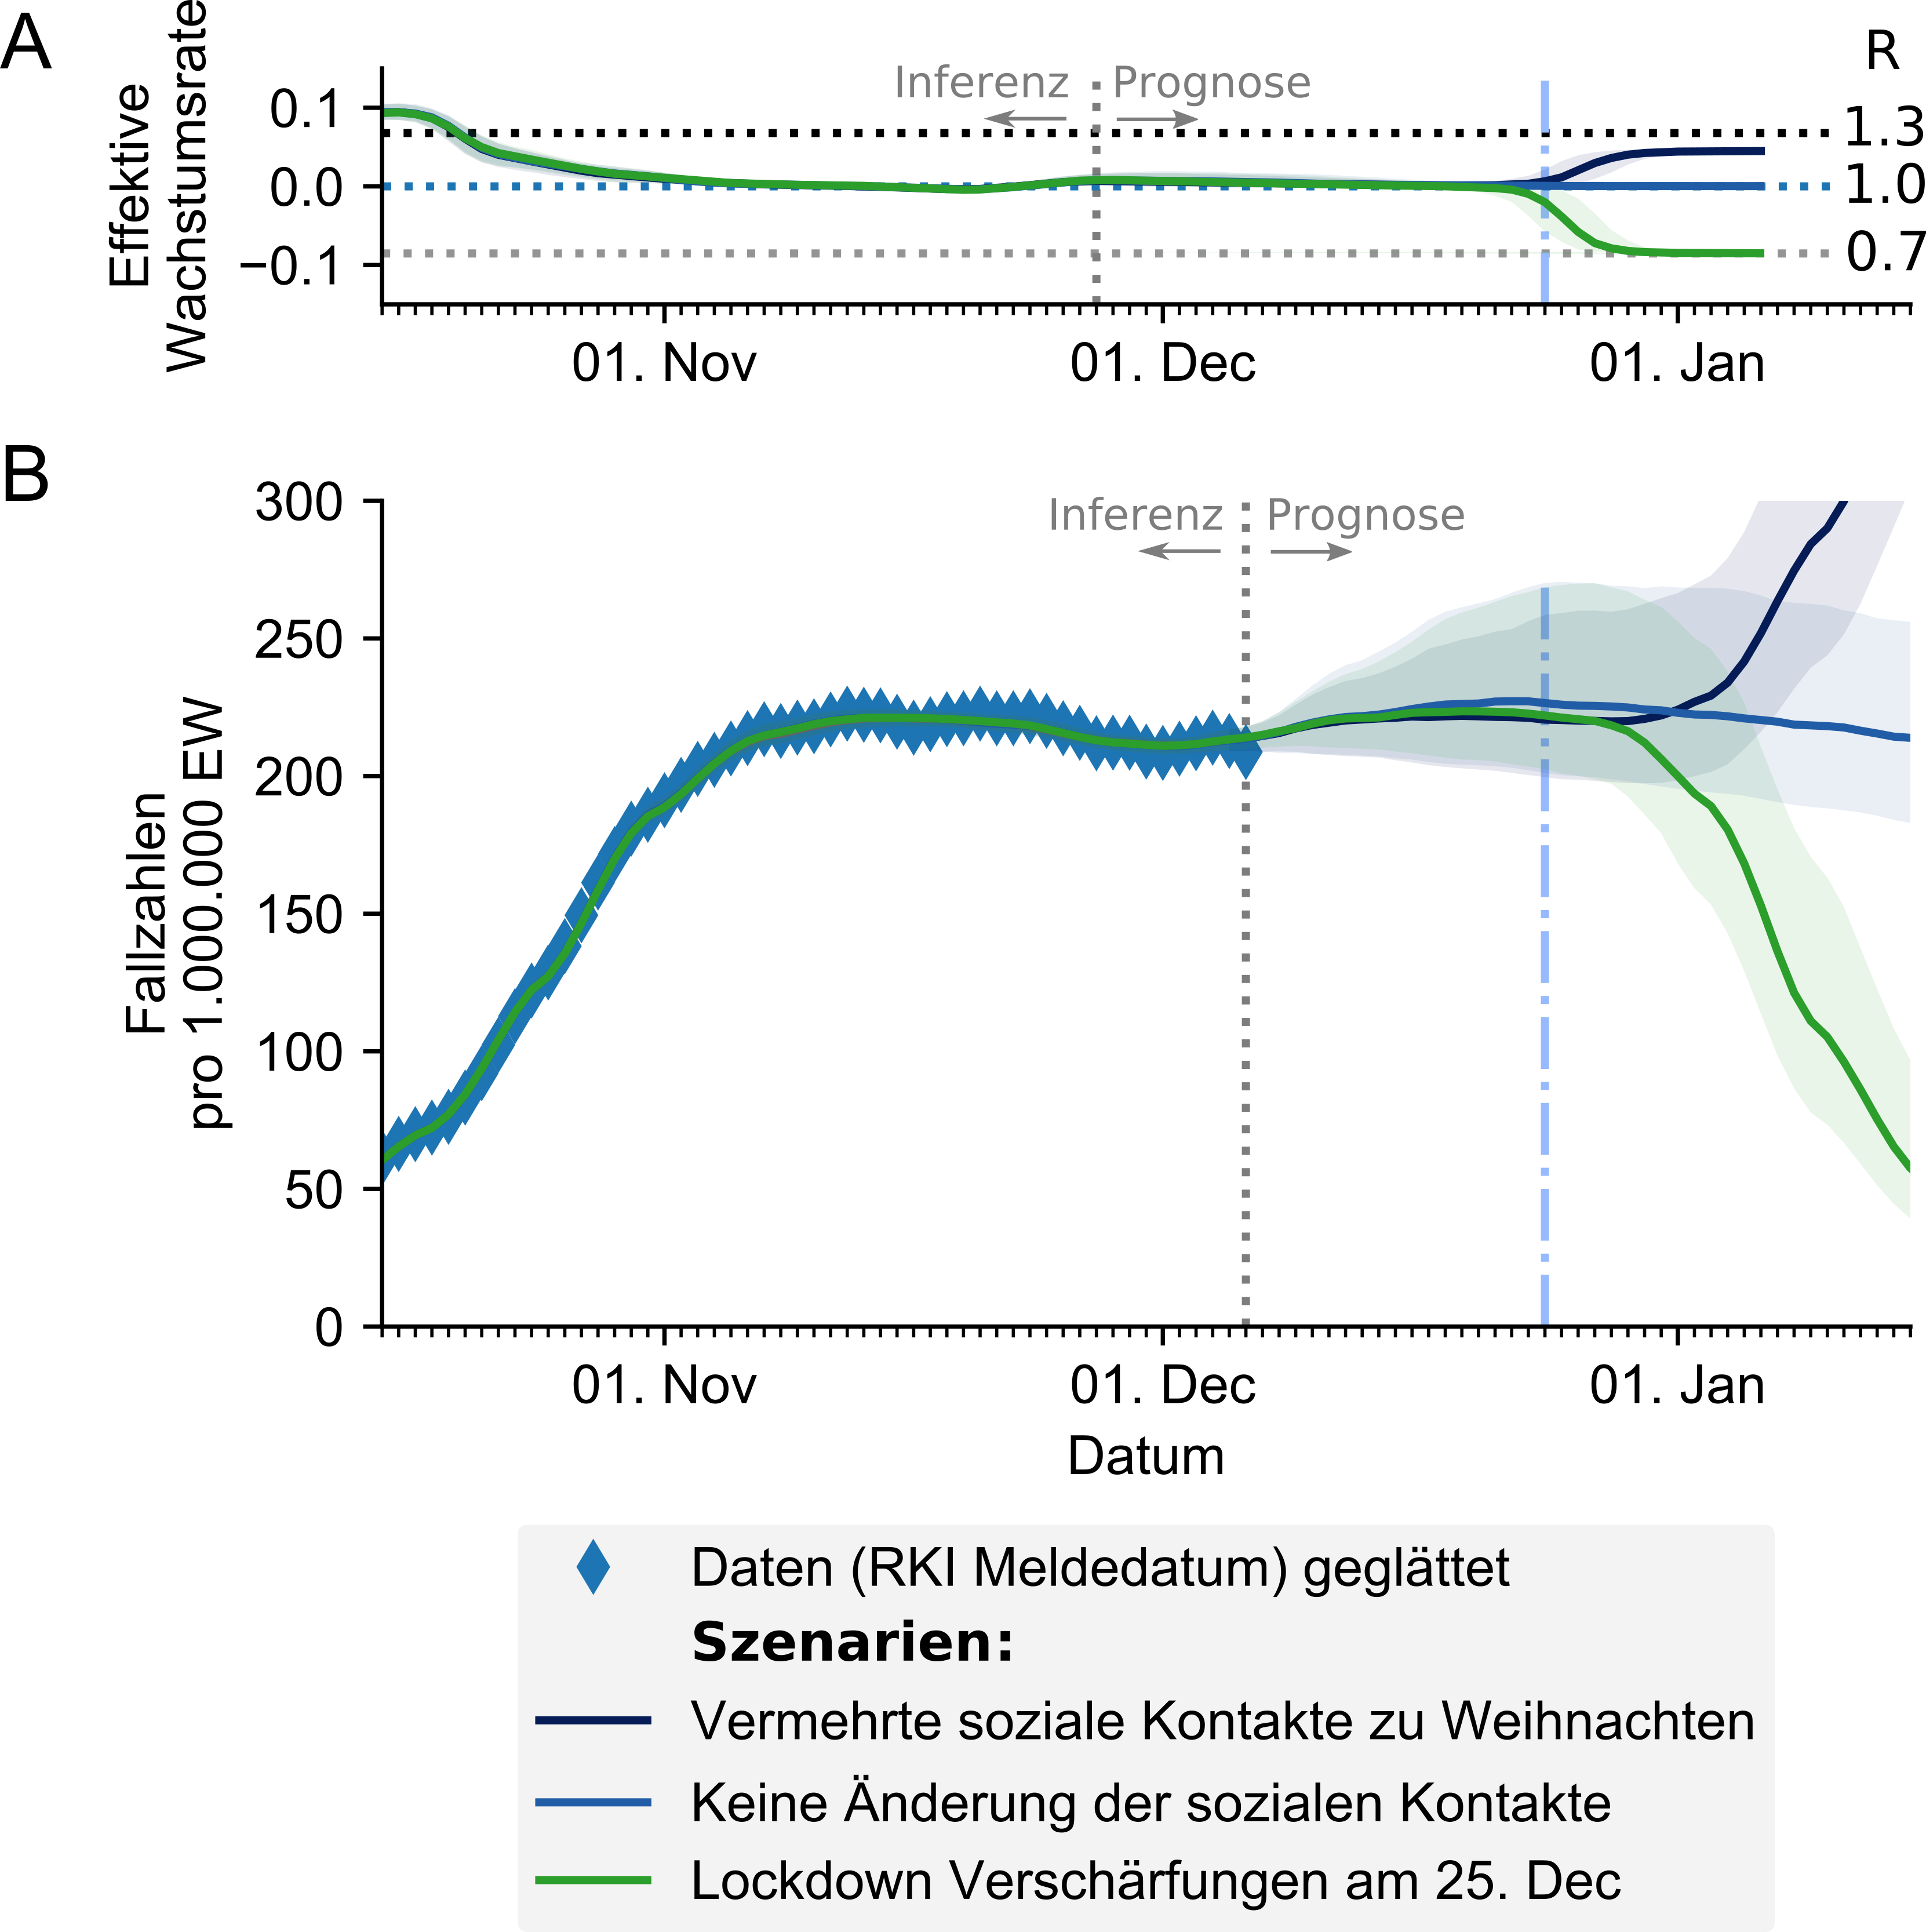 A
Effektive
Wachstumsrate
0.1
0.0
−0.1
Inferenz
Prognose
R
1.3
1.0
0.7
01. Nov
01. Dec
01. Jan
B
Fallzahlen
pro 1.000.000 EW
300
250
200
150
100
50
0
Inferenz
Prognose
01. Nov
01. Dec
01. Jan
Datum
Daten (RKI Meldedatum) geglättet
Szenarien:
Vermehrte soziale Kontakte zu Weihnachten
Keine Änderung der sozialen Kontakte
Lockdown Verschärfungen am 25. Dec